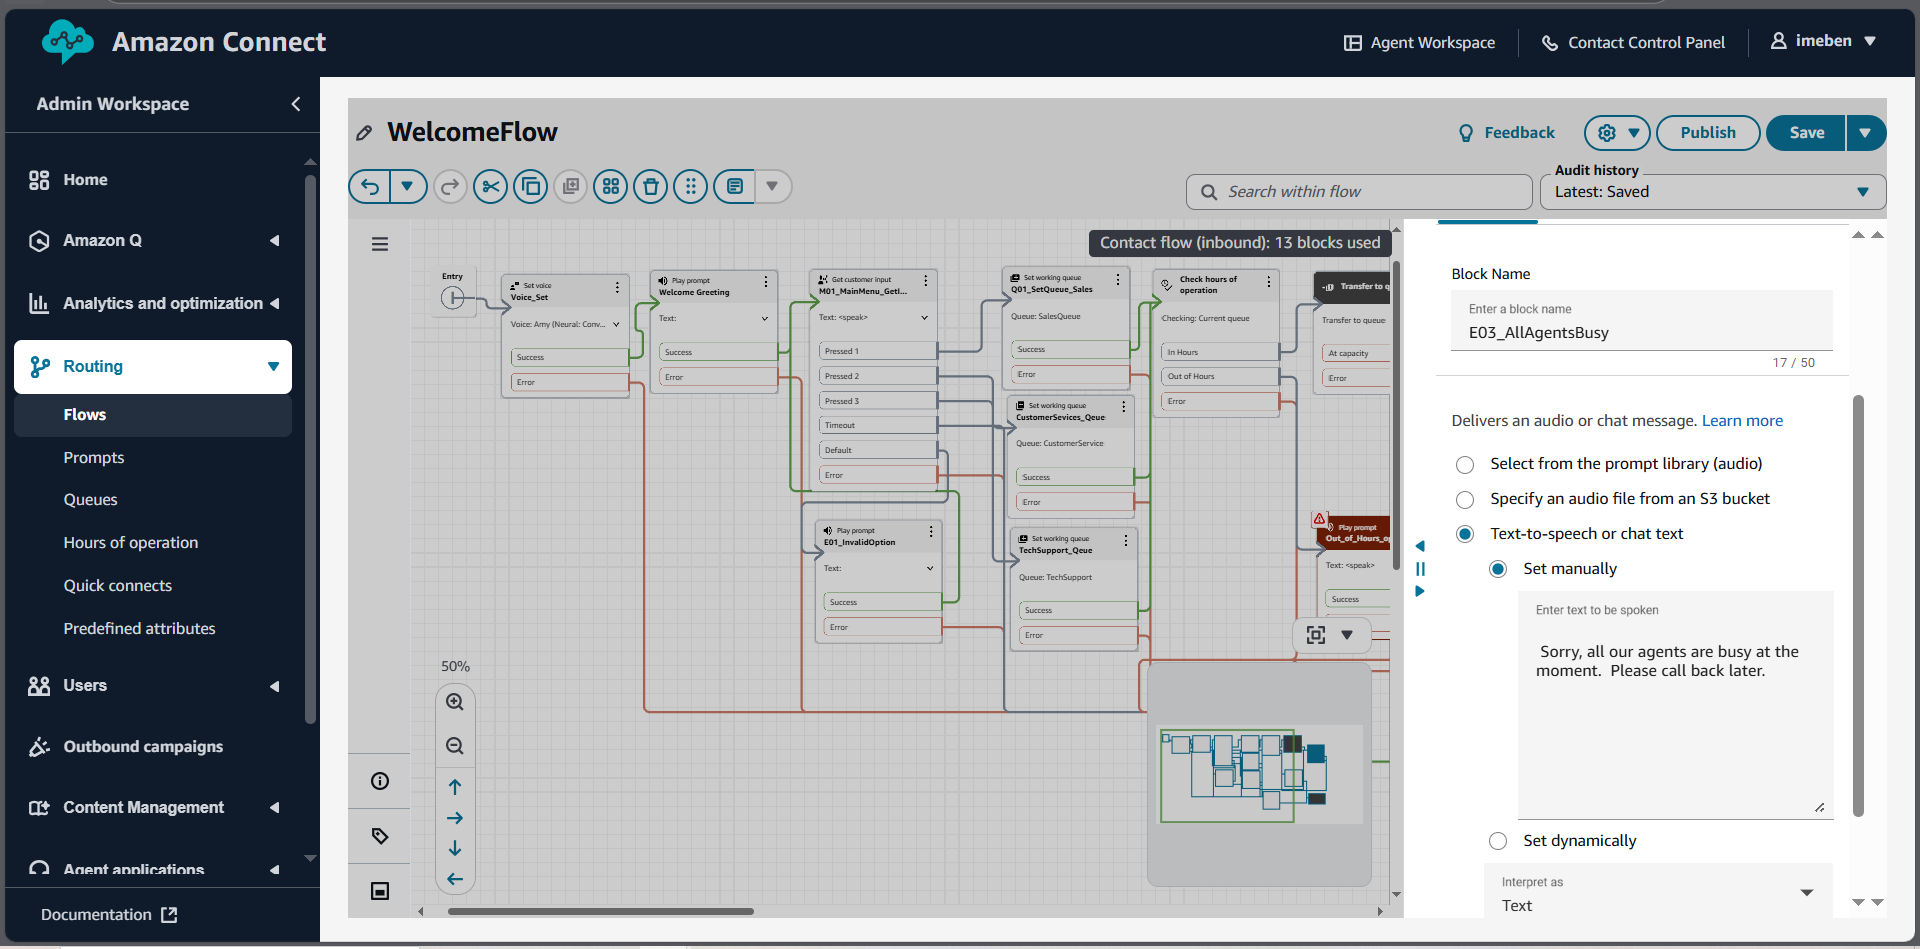 Amazon Connect
Agent Workspace
Contact Control Panel
imeben
Admin Workspace
Home
Amazon Q
Analytics and optimization
Routing
Flows
Prompts
Queues
Hours of operation
Quick connects
Predefined attributes
Users
Outbound campaigns
Content Management
Agent applications
Documentation
WelcomeFlow
Feedback
Publish
Save
Search within flow
Audit history
Latest: Saved
Contact flow (inbound): 13 blocks used
Entry
Set voice
Voice_Set
Voice: Amy (Neural: Conv...
Success
Error
Play prompt
Welcome Greeting
Text:
Success
Error
Get customer input
M01_MainMenu_GetI...
Text: <speak>
Pressed 1
Pressed 2
Pressed 3
Timeout
Default
Error
Play prompt
E01_InvalidOption
Text:
Success
Error
Set working queue
Q01_SetQueue_Sales
Queue: SalesQueue
Success
Error
Set working queue
CustomerSevices_Queue
Queue: CustomerService
Success
Error
Set working queue
TechSupport_Queue
Queue: TechSupport
Success
Error
Check hours of
operation
Checking: Current queue
In Hours
Out of Hours
Error
Transfer to q
Transfer to queue
At capacity
Error
Play prompt
Out_of_Hours_o
Text: <speak>
Success
50%
Block Name
Enter a block name
E03_AllAgentsBusy
17 / 50
Delivers an audio or chat message. Learn more
Select from the prompt library (audio)
Specify an audio file from an S3 bucket
Text-to-speech or chat text
Set manually
Enter text to be spoken
Sorry, all our agents are busy at the
moment.  Please call back later.
Set dynamically
Interpret as
Text